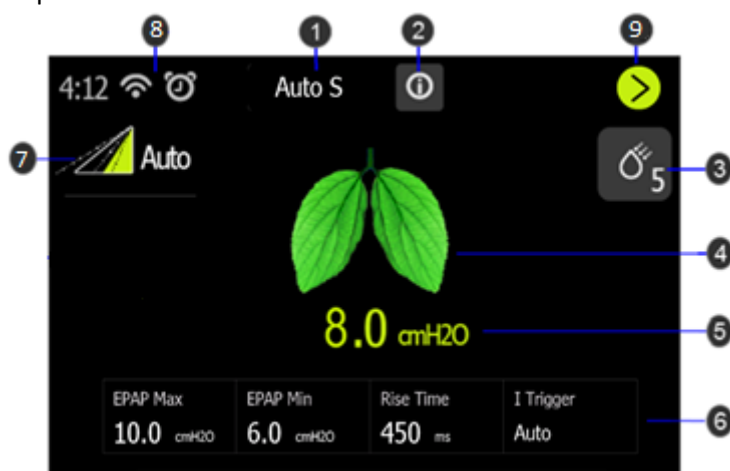 8 1 2 9
4:12 Auto S
7 Auto
5 3
4
8.0 cmH2O 5
EPAP Max EPAP Min Rise Time I Trigger
10.0 cmH2O 6.0 cmH2O 450 ms Auto 6